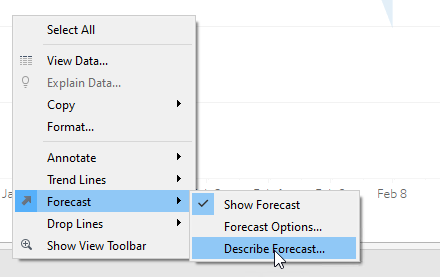 Select All
View Data...
Explain Data...
Copy
Format...
Annotate
Trend Lines
Forecast
Drop Lines
Show View Toolbar
Show Forecast
Forecast Options...
Describe Forecast...
Feb 8